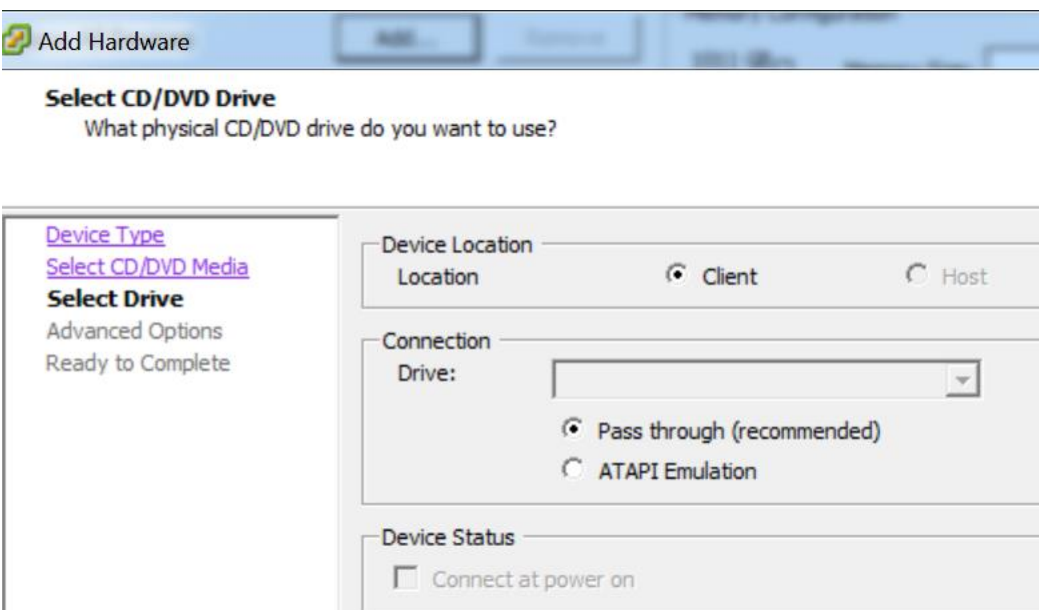 Add Hardware
Select CD/DVD Drive
What physical CD/DVD drive do you want to use?
Device Type
Select CD/DVD Media
Select Drive
Advanced Options
Ready to Complete
Device Location
Location Client Host
Connection
Drive:
Pass through (recommended)
ATAPI Emulation
Device Status
Connect at power on